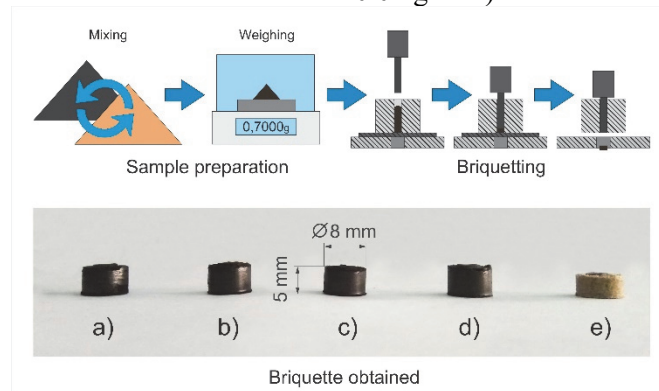 Mixing
Weighing
0,7000g
Sample preparation
Briquetting
Ø8 mm
5 mm
a)
b)
c)
d)
e)
Briquette obtained